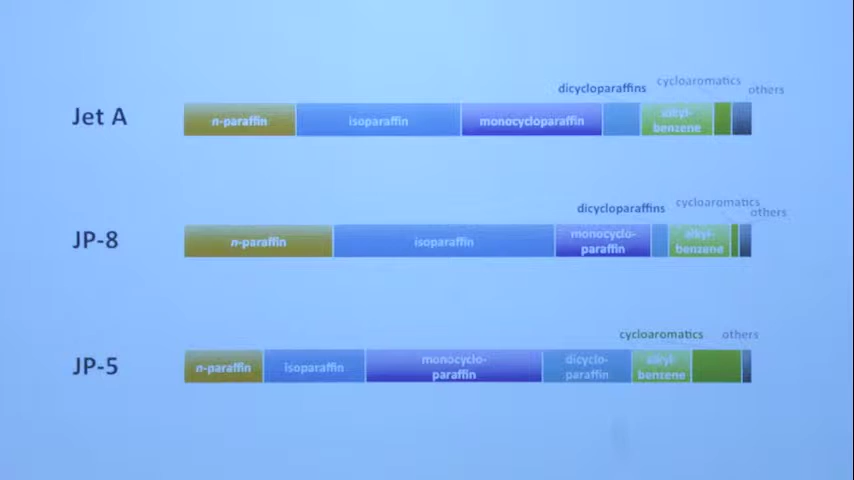 dicycloparaffins cycloaromatics others
Jet A n-paraffin isoparaffin monocycloparaffin alkyl-
benzene
dicycloparaffins cycloaromatics others
JP-8 n-paraffin isoparaffin monocyclo-
paraffin alkyl-
benzene
cycloaromatics others
JP-5 n-paraffin isoparaffin monocyclo-
paraffin dicyclo-
paraffin alkyl-
benzene